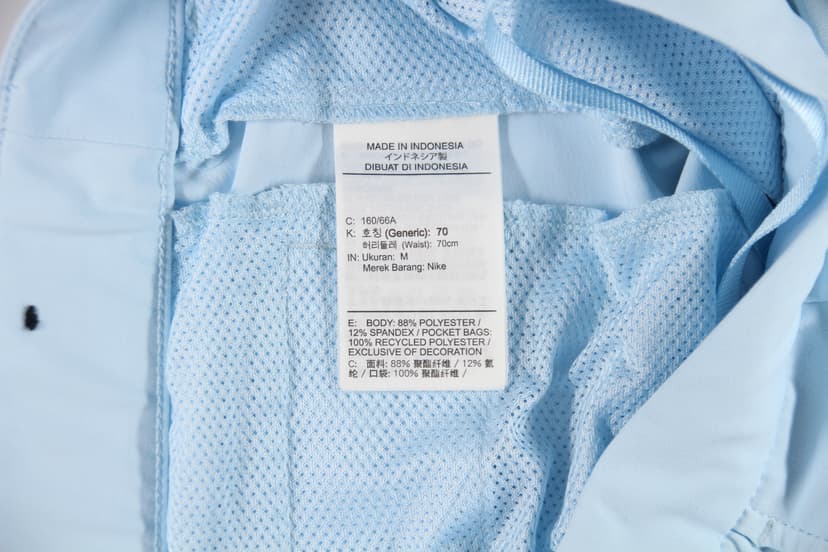 MADE IN INDONESIA
インドネシア製
DIBUAT DI INDONESIA
C: 160/66A
K: 호칭 (Generic): 70
허리둘레 (Waist): 70cm
IN: Ukuran: M
Merek Barang: Nike
E: BODY: 88% POLYESTER /
12% SPANDEX / POCKET BAGS:
100% RECYCLED POLYESTER /
EXCLUSIVE OF DECORATION
C: 面料: 88% 聚酯纤维 / 12% 氨
纶 / 口袋: 100% 聚酯纤维 /